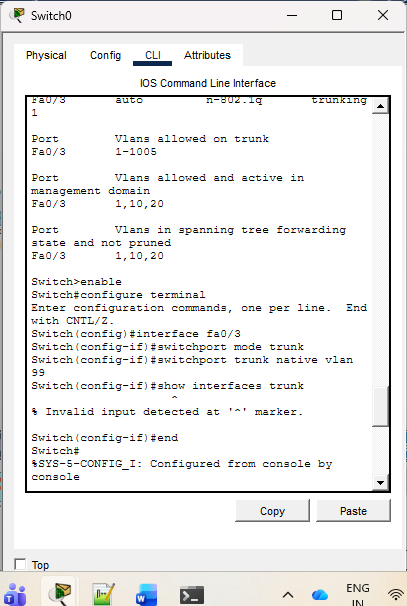 Switch0
Physical Config CLI Attributes
IOS Command Line Interface
Fa0/3 auto n-802.1q trunking
1
Port Vlans allowed on trunk
Fa0/3 1-1005
Port Vlans allowed and active in
management domain
Fa0/3 1,10,20
Port Vlans in spanning tree forwarding
state and not pruned
Fa0/3 1,10,20
Switch>enable
Switch#configure terminal
Enter configuration commands, one per line. End
with CNTL/Z.
Switch(config)#interface fa0/3
Switch(config-if)#switchport mode trunk
Switch(config-if)#switchport trunk native vlan
99
Switch(config-if)#show interfaces trunk
^
% Invalid input detected at '^' marker.
Switch(config-if)#end
Switch#
%SYS-5-CONFIG_I: Configured from console by
console
Copy Paste
Top
ENG
IN